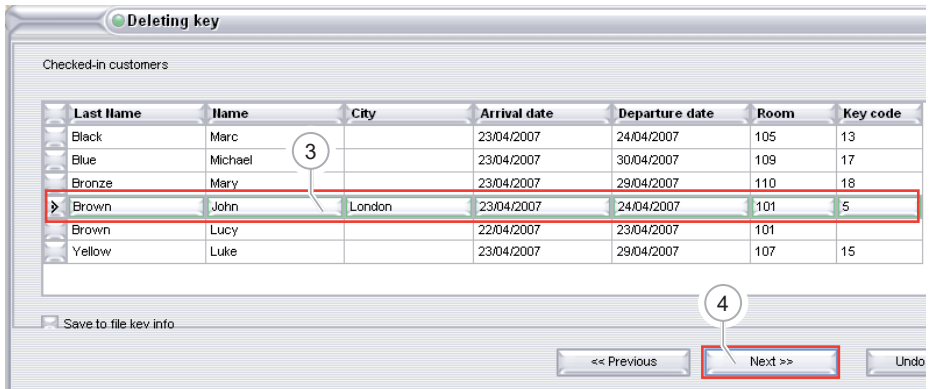 Deleting key
Checked-in customers
Last Name Name City Arrival date Departure date Room Key code
Black Marc 23/04/2007 24/04/2007 105 13
Blue Michael 23/04/2007 30/04/2007 109 17
Bronze Mary 23/04/2007 29/04/2007 110 18
Brown John London 23/04/2007 24/04/2007 101 5
Brown Lucy 22/04/2007 23/04/2007 101
Yellow Luke 23/04/2007 29/04/2007 107 15
3
4
Save to file key info
<< Previous Next >> Undo